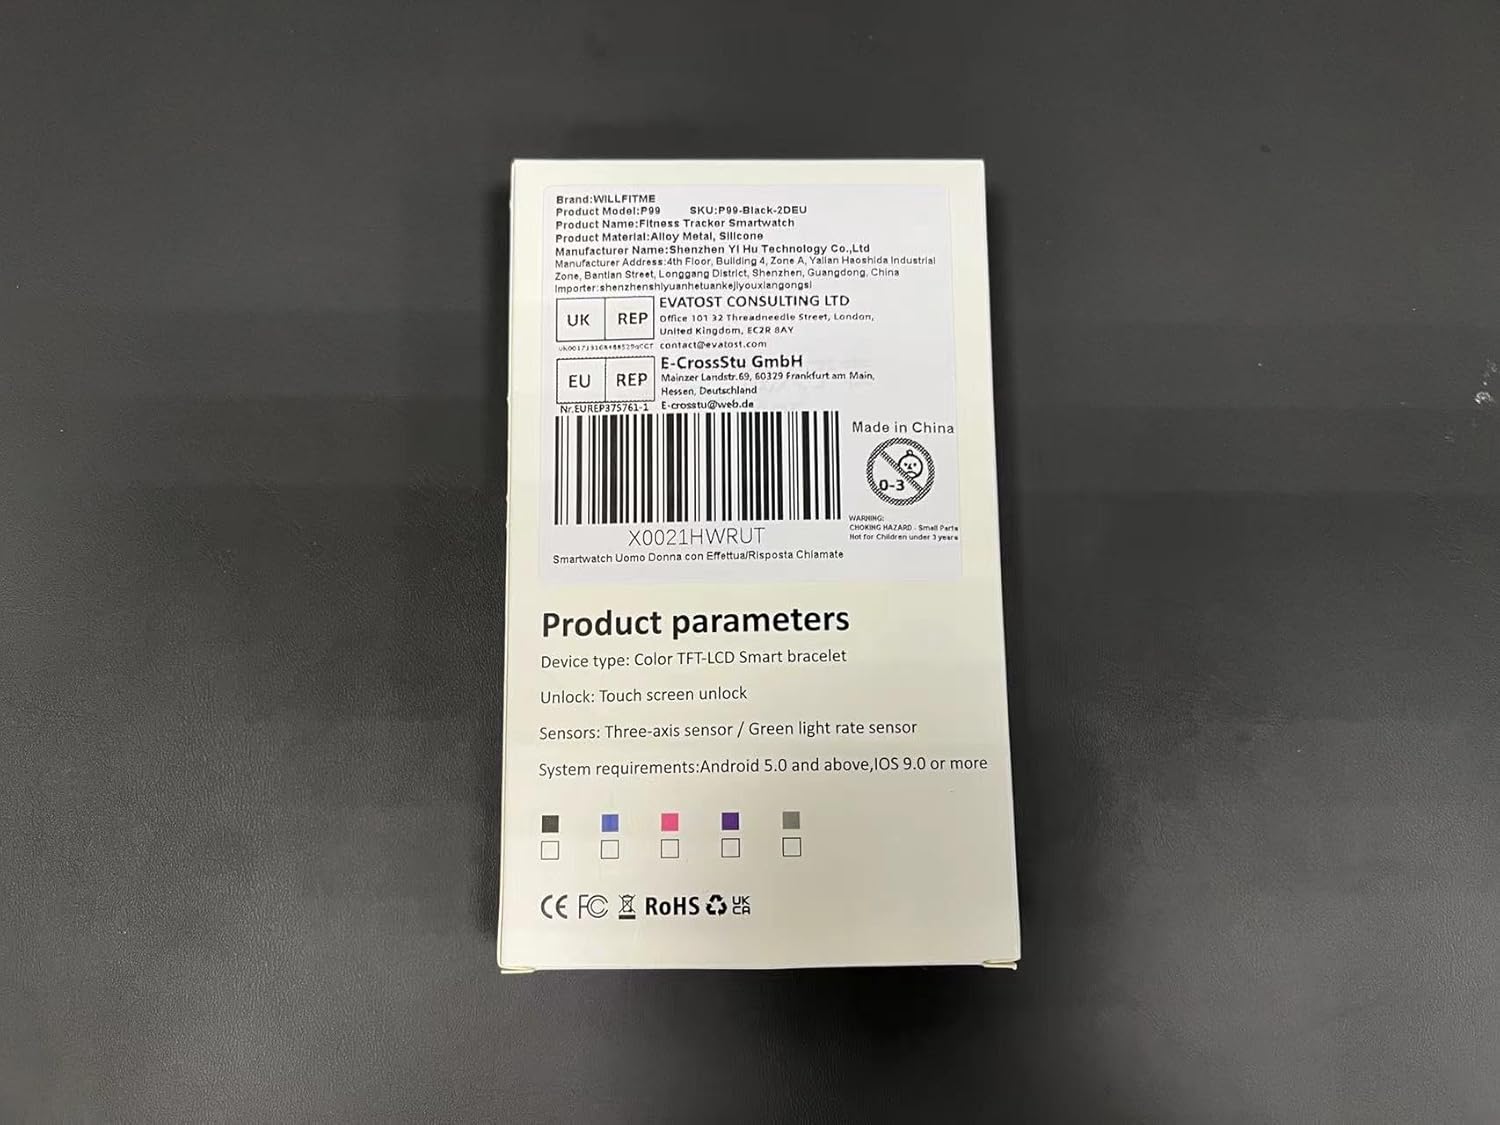 Brand:WILLFITME
Product Model:P99 SKU:P99-Black-2DEU
Product Name:Fitness Tracker Smartwatch
Product Material:Alloy Metal, Silicone
Manufacturer Name:Shenzhen Yi Hu Technology Co.,Ltd
Manufacturer Address:4th Floor, Building 4, Zone A, Yalian Haoshida Industrial
Zone, Bantian Street, Longgang District, Shenzhen, Guangdong, China
Importer:shenzhenshiyuanhetuankejiyouxiangongsi
UK REP
EVATOST CONSULTING LTD
Office 101 32 Threadneedle Street, London,
United Kingdom, EC2R 8AY
contact@evatost.com
EU REP
Nr.EUREP375761-1
E-CrossStu GmbH
Mainzer Landstr.69, 60329 Frankfurt am Main,
Hessen, Deutschland
E-crosstu@web.de
X0021HWRUT
Smartwatch Uomo Donna con Effettua/Risposta Chiamate
Made in China
0-3
WARNING:
CHOKING HAZARD - Small Parts
Not for Children under 3 years
Product parameters
Device type: Color TFT-LCD Smart bracelet
Unlock: Touch screen unlock
Sensors: Three-axis sensor / Green light rate sensor
System requirements:Android 5.0 and above,IOS 9.0 or more
CE FC RoHS UK CA